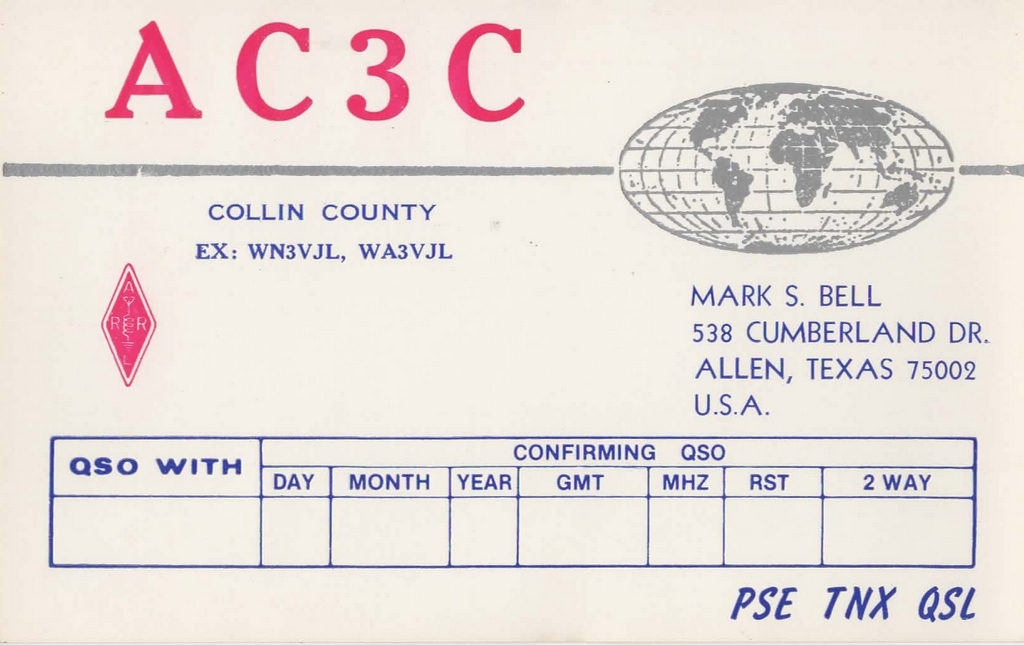 AC3C
COLLIN COUNTY
EX: WN3VJL, WA3VJL
A
R R
L
MARK S. BELL
538 CUMBERLAND DR.
ALLEN, TEXAS 75002
U.S.A.
QSO WITH
CONFIRMING QSO
DAY MONTH YEAR GMT MHZ RST 2 WAY
PSE TNX QSL